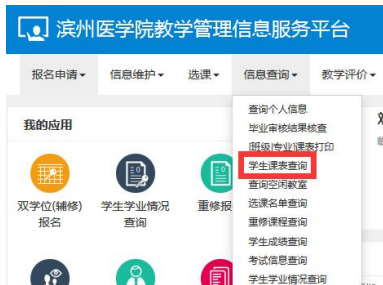 滨州医学院教学管理信息服务平台
报名申请 信息维护 选课 信息查询 教学评价
我的应用
双学位(辅修)
报名
学生学业情况
查询
重修报
查询个人信息
毕业审核结果核查
班级|专业课表打印
学生课表查询
查询空闲教室
选课名单查询
重修课程查询
学生成绩查询
考试信息查询
学生学业情况查询